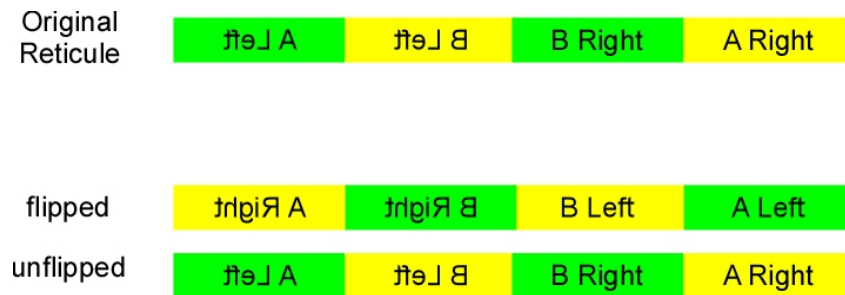 Original
Reticule
A Left B Left B Right A Right
flipped A Right B Right B Left A Left
unflipped A Left B Left B Right A Right